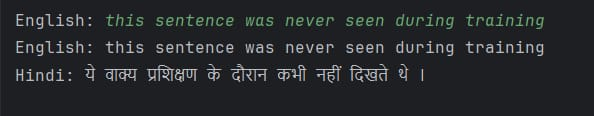 English: this sentence was never seen during training
English: this sentence was never seen during training
Hindi: ये वाक्य प्रशिक्षण के दौरान कभी नहीं दिखते थे ।